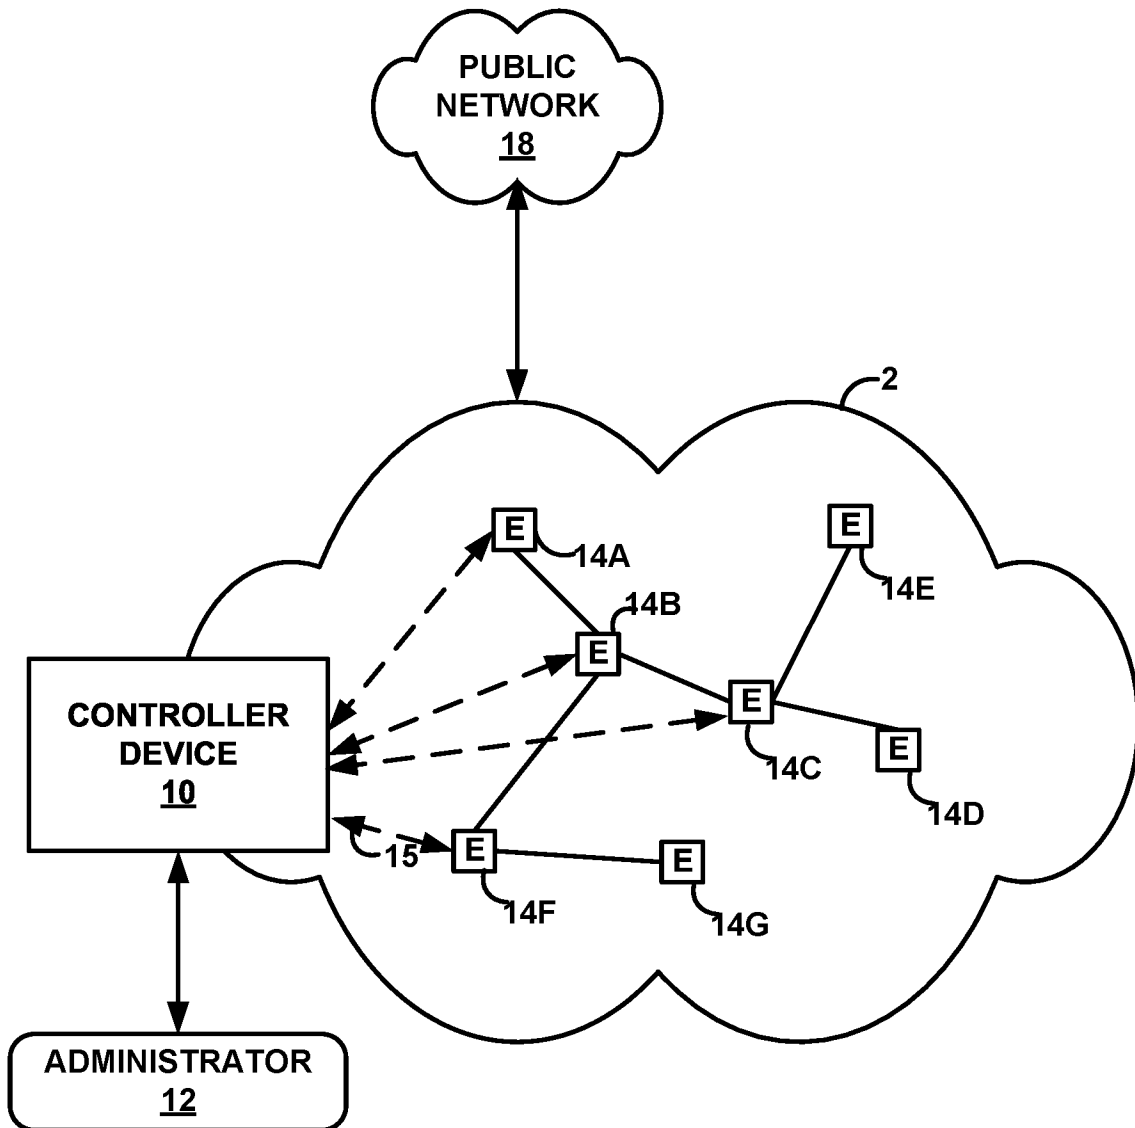 PUBLIC
NETWORK
18
2
E
14A
E
14E
14B
E
E
14C
E
14D
CONTROLLER
DEVICE
10
15
E
14F
E
14G
ADMINISTRATOR
12